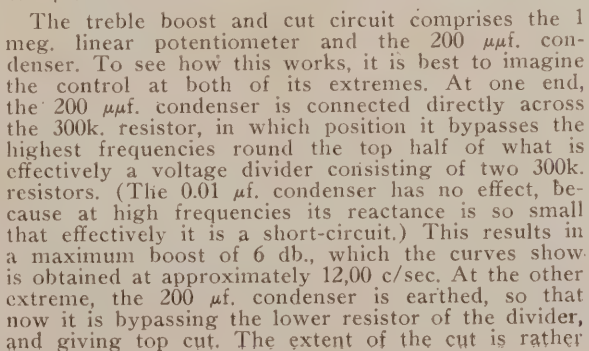 The treble boost and cut circuit comprises the 1
meg. linear potentiometer and the 200 μμf. con-
denser. To see how this works, it is best to imagine
the control at both of its extremes. At one end,
the 200 μμf. condenser is connected directly across
the 300k. resistor, in which position it bypasses the
highest frequencies round the top half of what is
effectively a voltage divider consisting of two 300k.
resistors. (The 0.01 μf. condenser has no effect, be-
cause at high frequencies its reactance is so small
that effectively it is a short-circuit.) This results in
a maximum boost of 6 db., which the curves show
is obtained at approximately 12,00 c/sec. At the other
extreme, the 200 μf. condenser is earthed, so that
now it is bypassing the lower resistor of the divider,
and giving top cut. The extent of the cut is rather